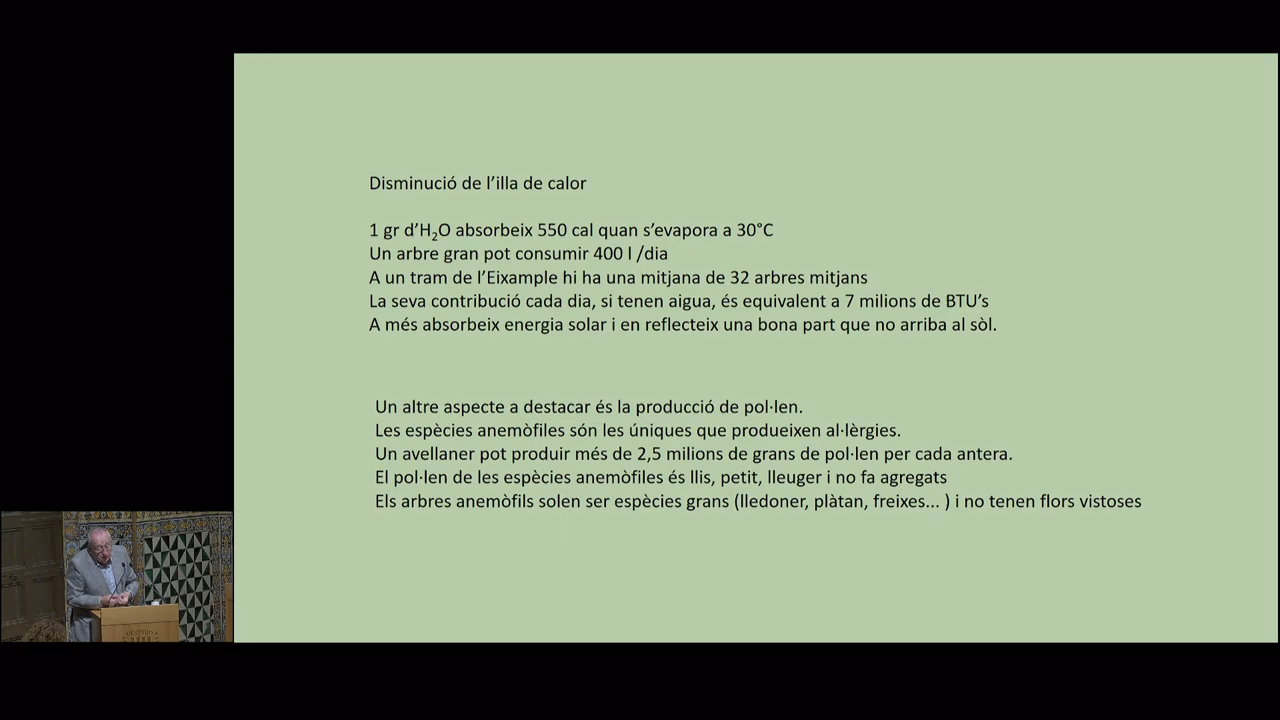 Disminució de l’illa de calor
1 gr d’H₂O absorbeix 550 cal quan s’evapora a 30°C
Un arbre gran pot consumir 400 l /dia
A un tram de l’Eixample hi ha una mitjana de 32 arbres mitjans
La seva contribució cada dia, si tenen aigua, és equivalent a 7 milions de BTU’s
A més absorbeix energia solar i en reflecteix una bona part que no arriba al sòl.
Un altre aspecte a destacar és la producció de pol·len.
Les espècies anemòfiles són les úniques que produeixen al·lèrgies.
Un avellaner pot produir més de 2,5 milions de grans de pol·len per cada antera.
El pol·len de les espècies anemòfiles és llis, petit, lleuger i no fa agregats
Els arbres anemòfils solen ser espècies grans (lledoner, plàtan, freixes... ) i no tenen flors vistoses